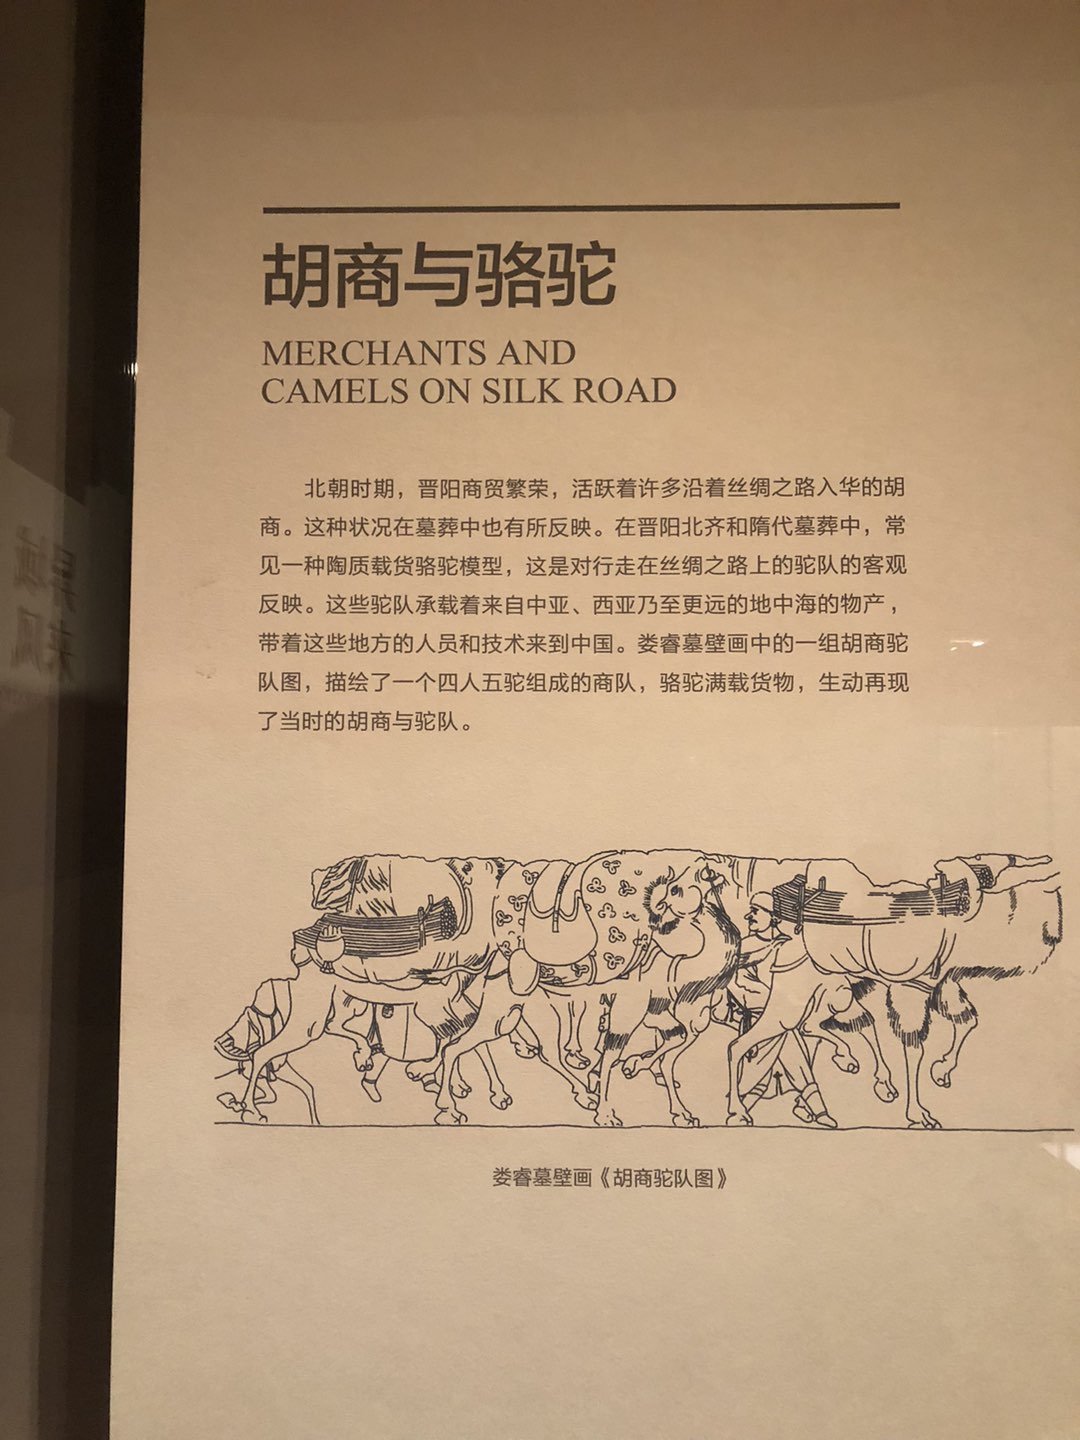 胡商与骆驼
MERCHANTS AND
CAMELS ON SILK ROAD
北朝时期，晋阳商贸繁荣，活跃着许多沿着丝绸之路入华的胡
商。这种状况在墓葬中也有所反映。在晋阳北齐和隋代墓葬中，常
见一种陶质载货骆驼模型，这是对行走在丝绸之路上的驼队的客观
反映。这些驼队承载着来自中亚、西亚乃至更远的地中海的物产，
带着这些地方的人员和技术来到中国。娄睿墓壁画中的一组胡商驼
队图，描绘了一个四人五驼组成的商队，骆驼满载货物，生动再现
了当时的胡商与驼队。
娄睿墓壁画《胡商驼队图》